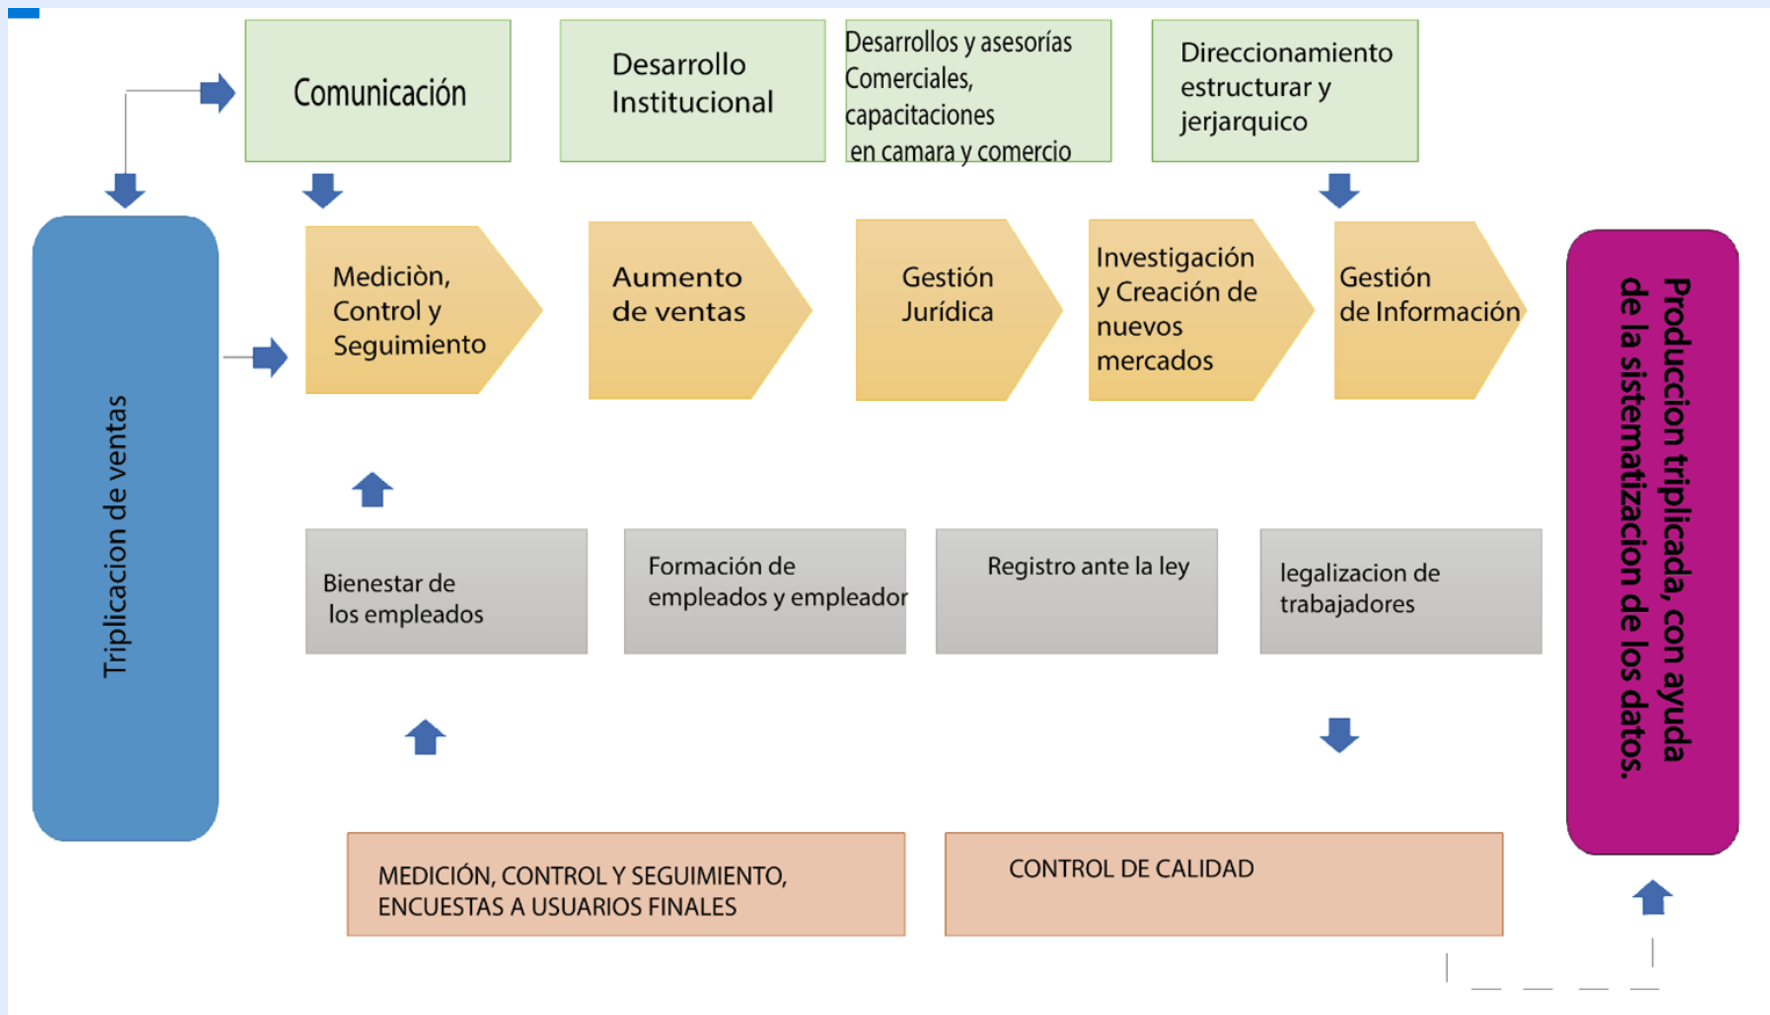 Comunicación
Desarrollo
Institucional
Desarrollos y asesorías
Comerciales,
capacitaciones
en camara y comercio
Direccionamiento
estructurar y
jerjarquico
Triplicacion de ventas
Mediciòn,
Control y
Seguimiento
Aumento
de ventas
Gestión
Jurídica
Investigación
y Creación de
nuevos
mercados
Gestión
de Información
Produccion triplicada, con ayuda
de la sistematizacion de los datos.
Bienestar de
los empleados
Formación de
empleados y empleador
Registro ante la ley
legalizacion de
trabajadores
MEDICIÓN, CONTROL Y SEGUIMIENTO,
ENCUESTAS A USUARIOS FINALES
CONTROL DE CALIDAD